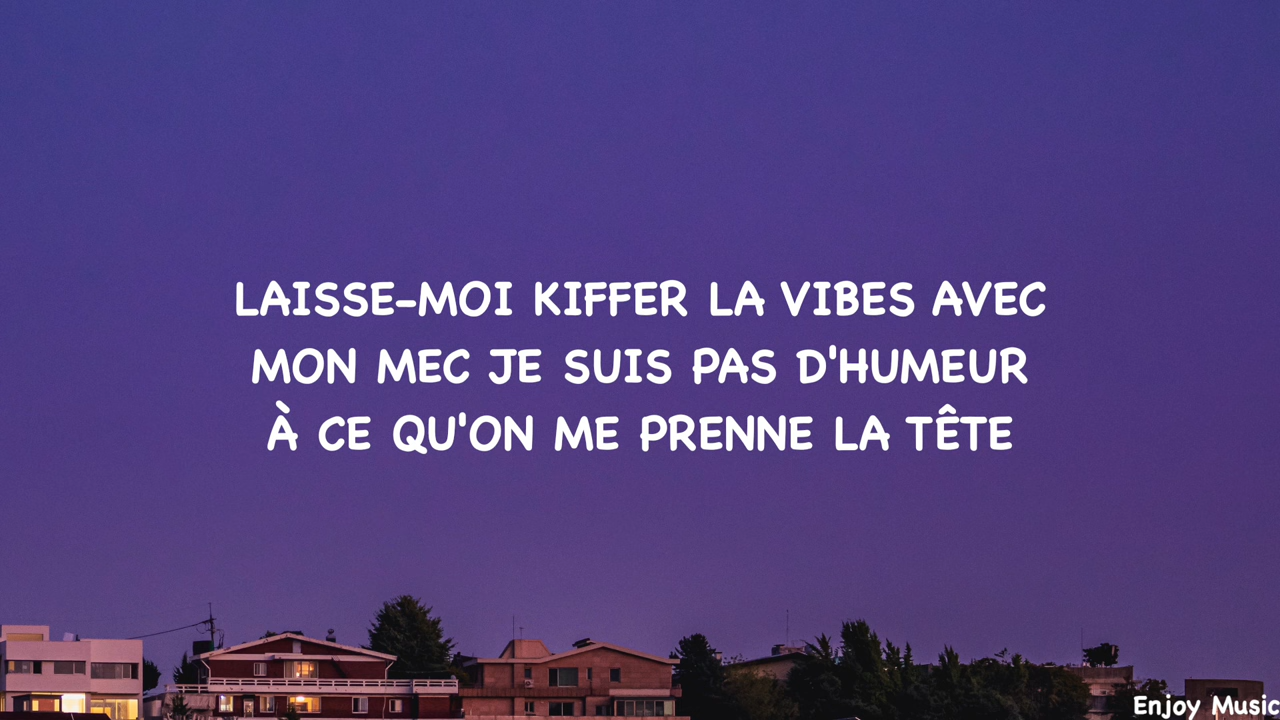 LAISSE-MOI KIFFER LA VIBES AVEC
MON MEC JE SUIS PAS D'HUMEUR
À CE QU'ON ME PRENNE LA TÊTE
Enjoy Music